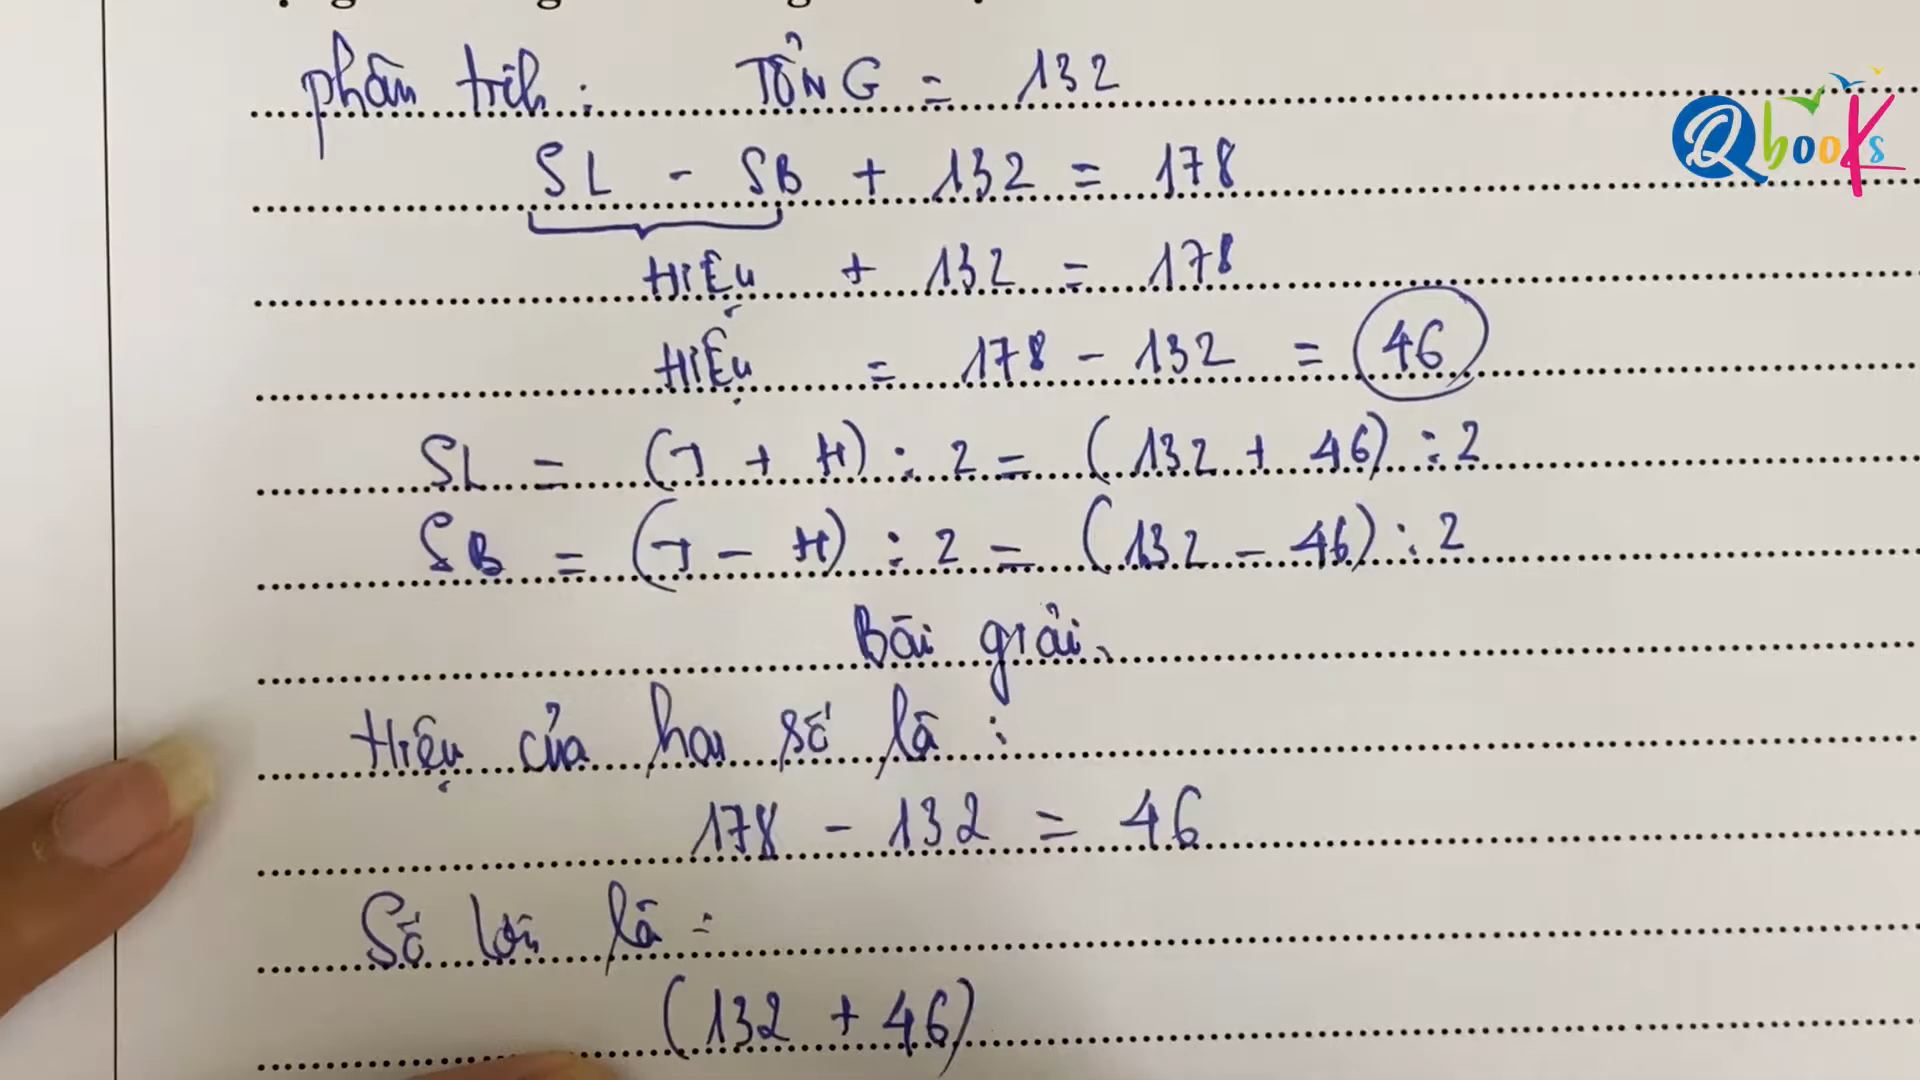 phân tích : TỔNG = 132
Qbooks
SL - SB + 132 = 178
HIỆU + 132 = 178
HIỆU = 178 - 132 = 46
SL = (T + H) : 2 = (132 + 46) : 2
SB = (T - H) : 2 = (132 - 46) : 2
Bài giải
Hiệu của hai số là :
178 - 132 = 46
Số lớn là :
(132 + 46)